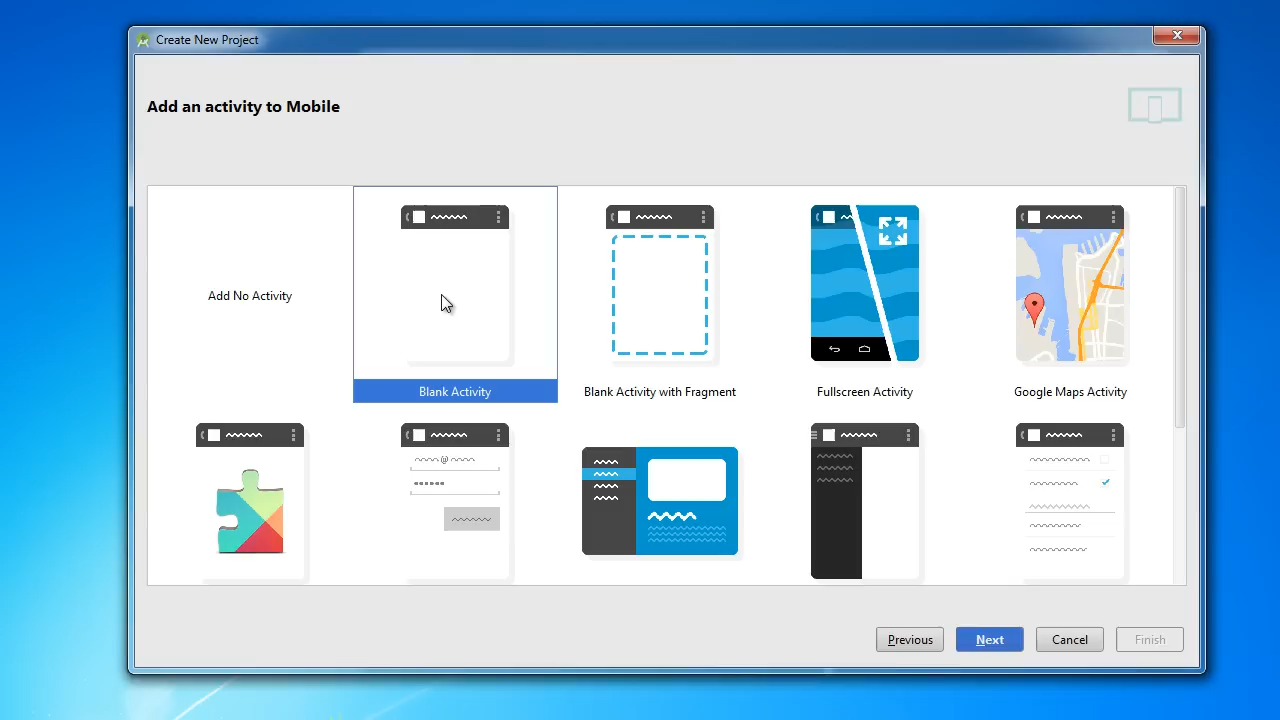 Create New Project
Add an activity to Mobile
Add No Activity
Blank Activity
Blank Activity with Fragment
Fullscreen Activity
Google Maps Activity
Previous
Next
Cancel
Finish